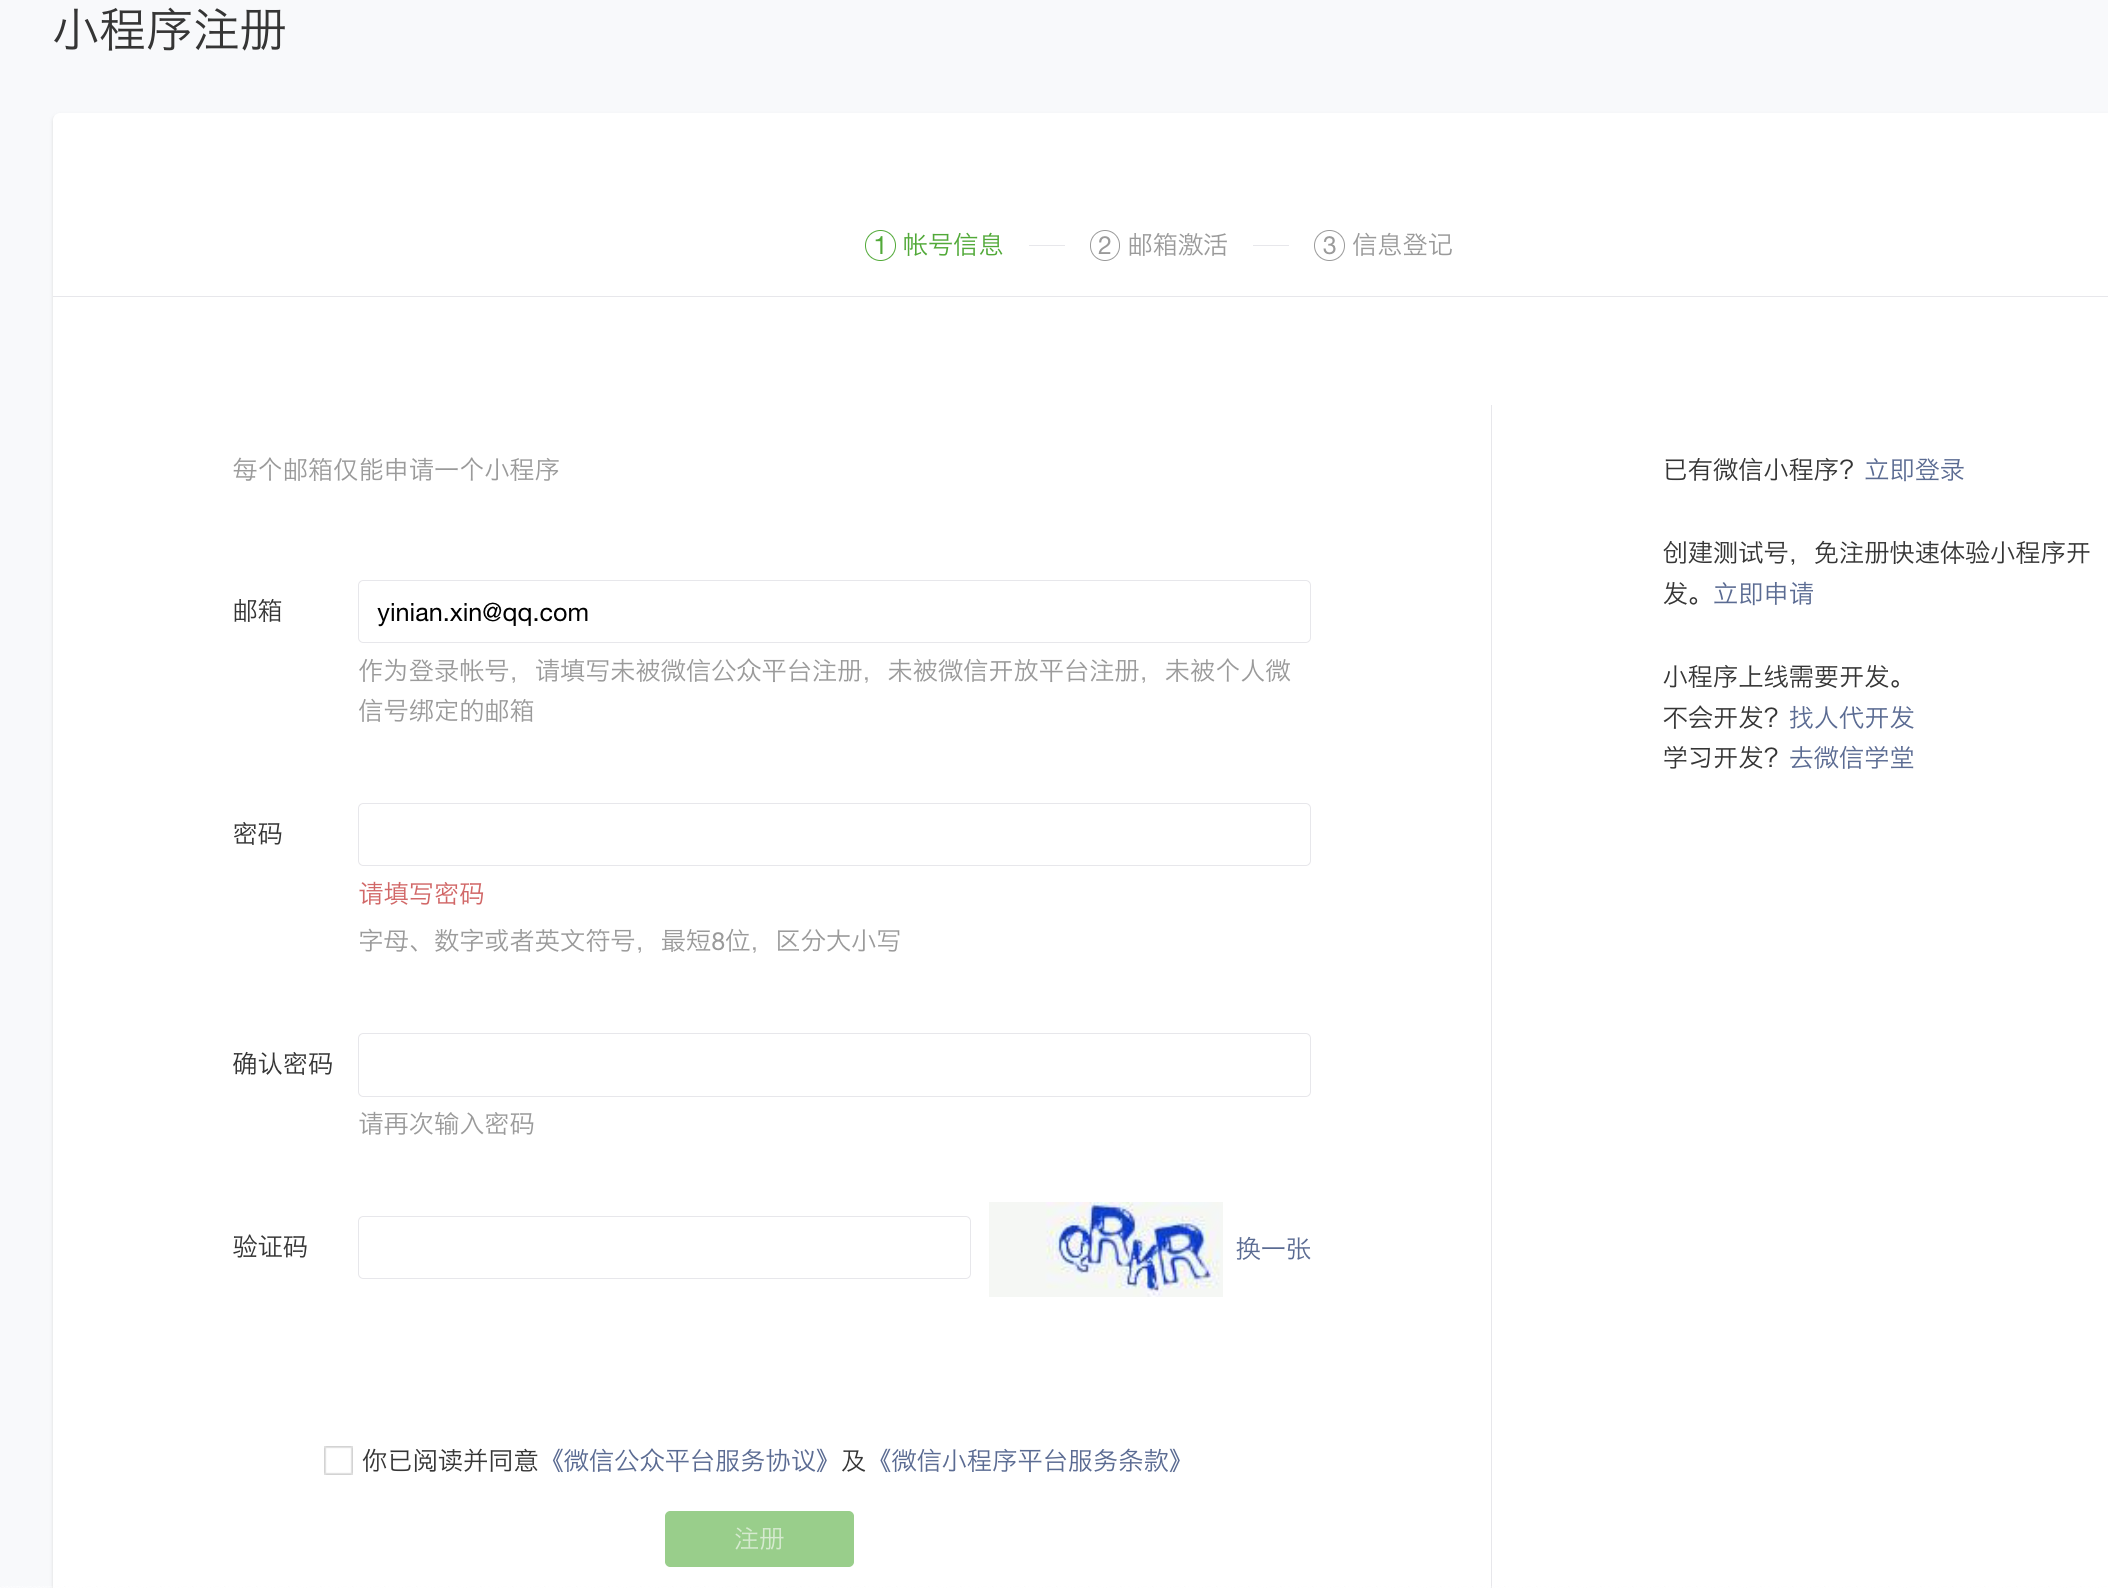 小程序注册
1 帐号信息 2 邮箱激活 3 信息登记
每个邮箱仅能申请一个小程序
邮箱
yinian.xin@qq.com
作为登录帐号，请填写未被微信公众平台注册，未被微信开放平台注册，未被个人微
信号绑定的邮箱
密码
请填写密码
字母、数字或者英文符号，最短8位，区分大小写
确认密码
请再次输入密码
验证码
QRKR
换一张
你已阅读并同意《微信公众平台服务协议》及《微信小程序平台服务条款》
注册
已有微信小程序？立即登录
创建测试号，免注册快速体验小程序开
发。立即申请
小程序上线需要开发。
不会开发？找人代开发
学习开发？去微信学堂